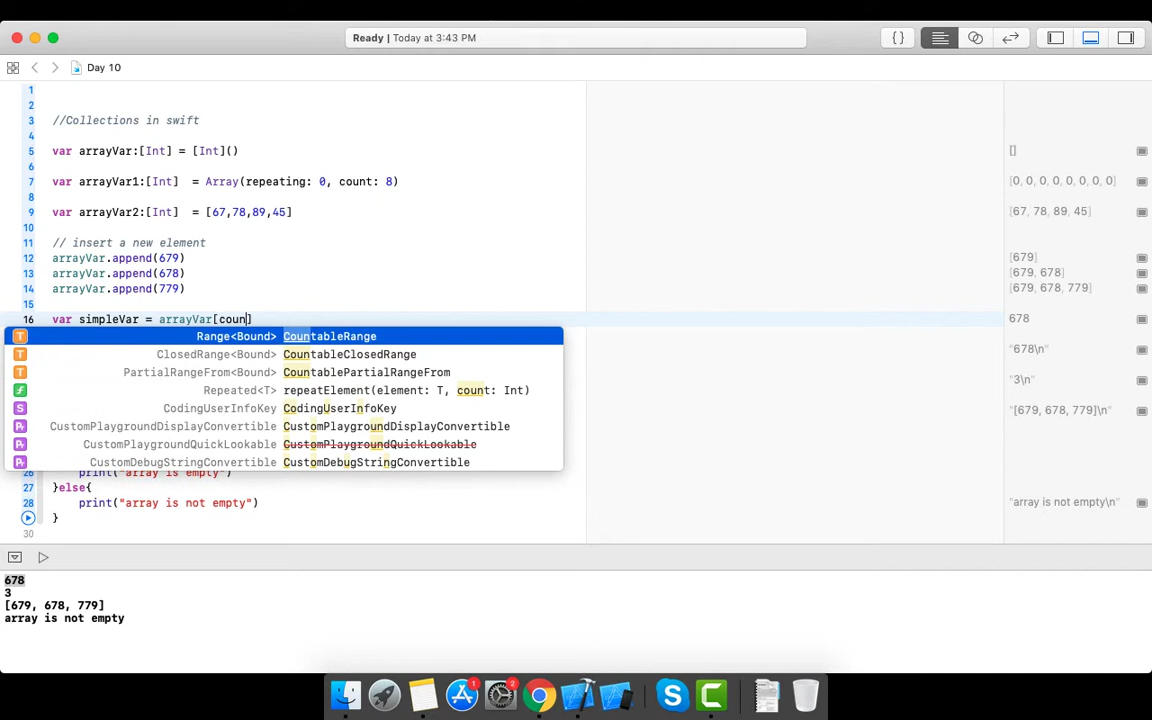 Ready | Today at 3:43 PM
{ }
Day 10
1
2
3 //Collections in swift
4
5 var arrayVar:[Int] = [Int]() []
6
7 var arrayVar1:[Int] = Array(repeating: 0, count: 8) [0, 0, 0, 0, 0, 0, 0, 0]
8
9 var arrayVar2:[Int] = [67,78,89,45] [67, 78, 89, 45]
10
11 // insert a new element
12 arrayVar.append(679) [679]
13 arrayVar.append(678) [679, 678]
14 arrayVar.append(779) [679, 678, 779]
15
16 var simpleVar = arrayVar[coun] 678
T Range<Bound> CountableRange
"678\n"
T ClosedRange<Bound> CountableClosedRange
T PartialRangeFrom<Bound> CountablePartialRangeFrom
"3\n"
f Repeated<T> repeatElement(element: T, count: Int)
S CodingUserInfoKey CodingUserInfoKey
"[679, 678, 779]\n"
Pr CustomPlaygroundDisplayConvertible CustomPlaygroundDisplayConvertible
Pr CustomPlaygroundQuickLookable CustomPlaygroundQuickLookable
Pr CustomDebugStringConvertible CustomDebugStringConvertible
26 print("array is empty")
27 }else{
28 print("array is not empty") "array is not empty\n"
}
30
678
3
[679, 678, 779]
array is not empty
1
2